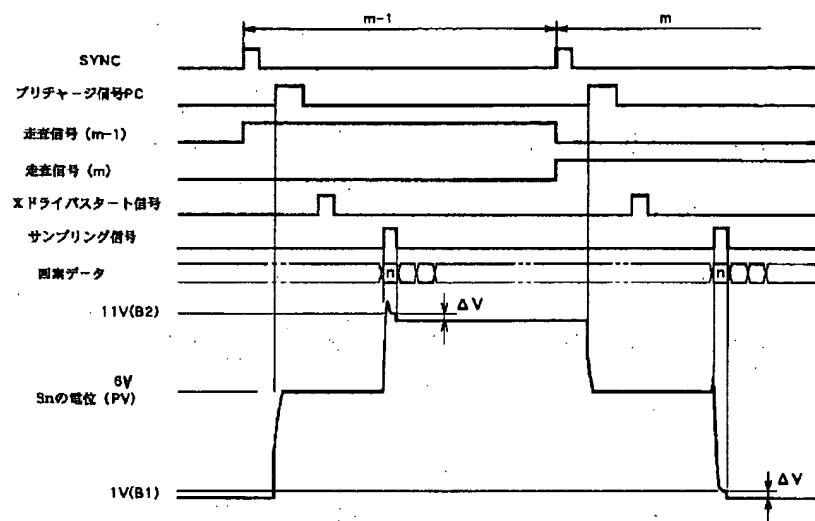 m-1
m
SYNC
プリチャージ信号PC
走査信号 (m-1)
走査信号 (m)
Xドライバスタート信号
サンプリング信号
画素データ
n
n
11V(B2)
ΔV
6V
Snの電位 (PV)
1V(B1)
ΔV